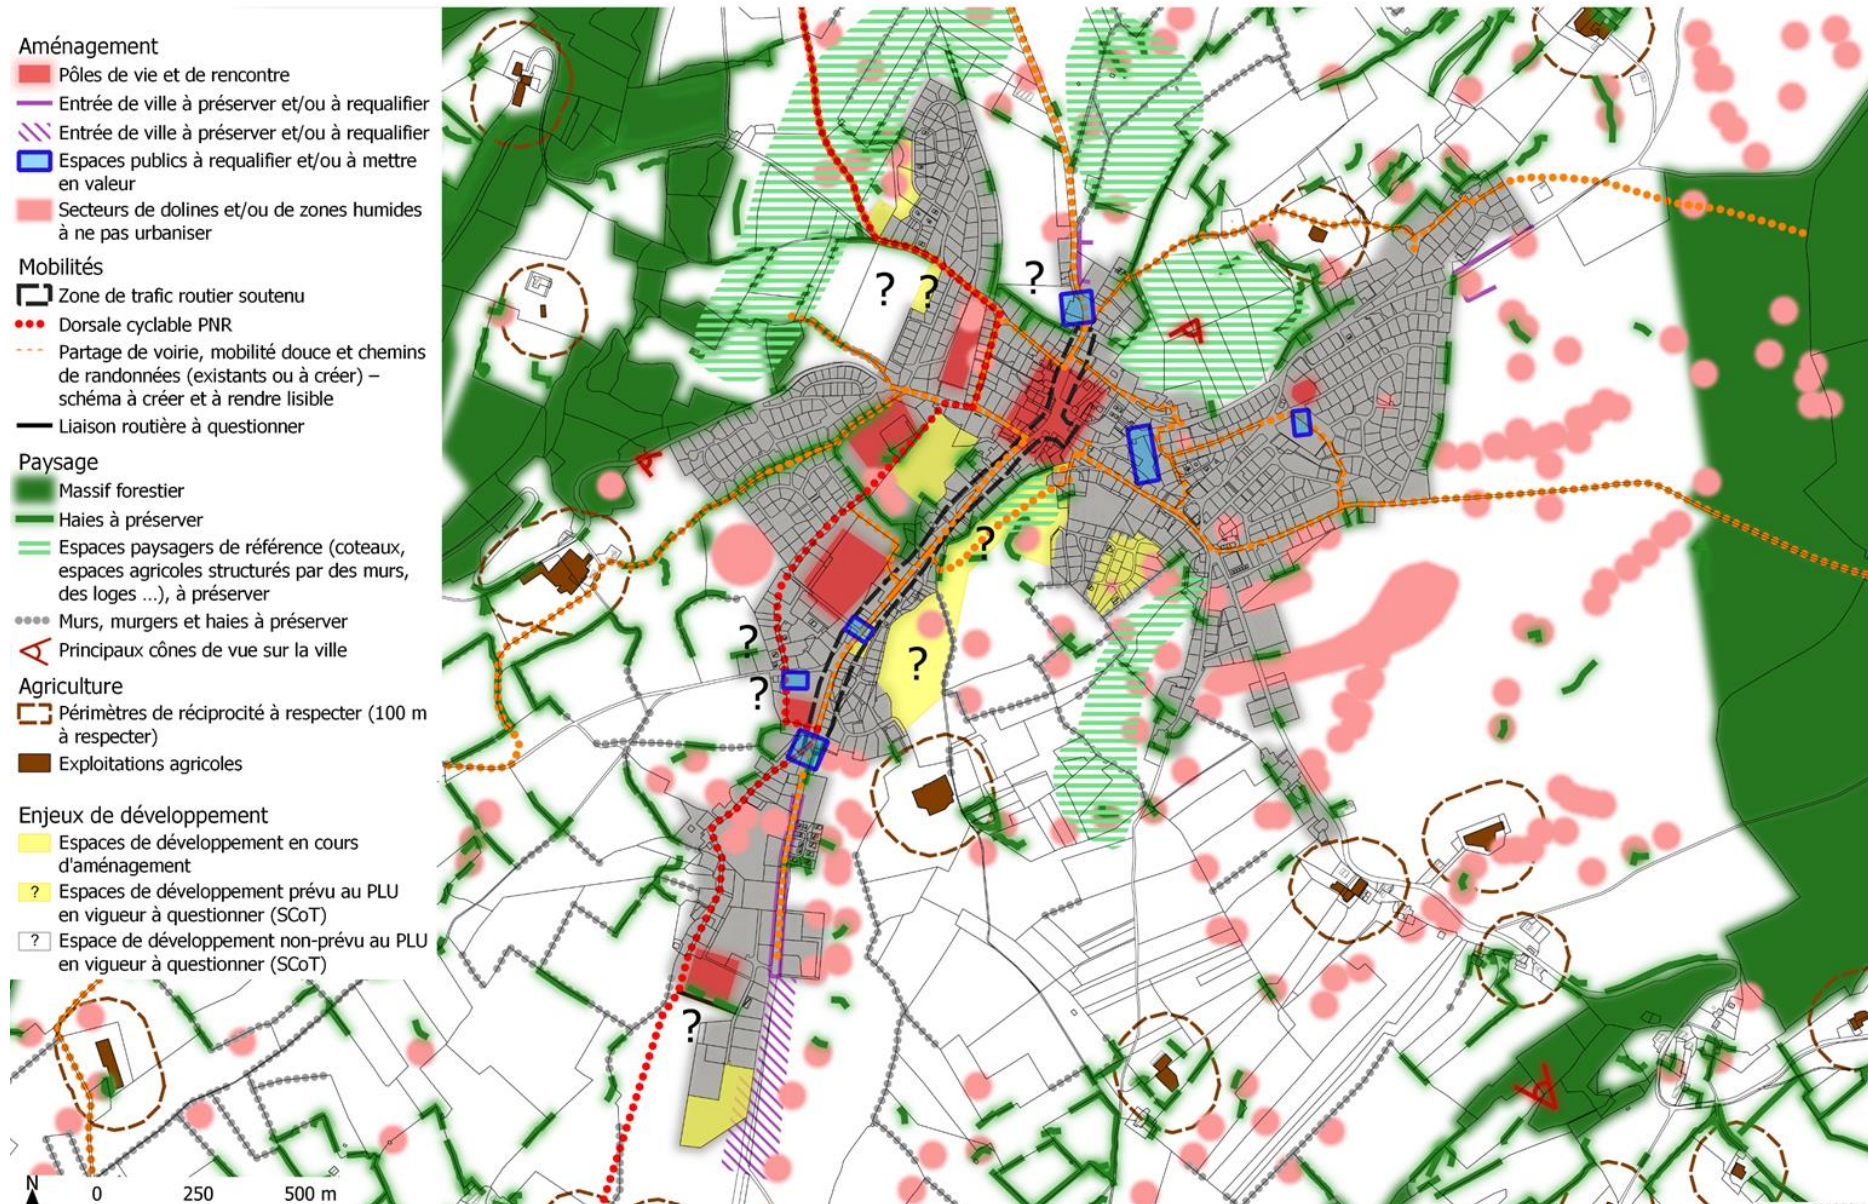 Aménagement
Pôles de vie et de rencontre
Entrée de ville à préserver et/ou à requalifier
Entrée de ville à préserver et/ou à requalifier
Espaces publics à requalifier et/ou à mettre
en valeur
Secteurs de dolines et/ou de zones humides
à ne pas urbaniser
Mobilités
Zone de trafic routier soutenu
Dorsale cyclable PNR
Partage de voirie, mobilité douce et chemins
de randonnées (existants ou à créer) –
schéma à créer et à rendre lisible
Liaison routière à questionner
Paysage
Massif forestier
Haies à préserver
Espaces paysagers de référence (coteaux,
espaces agricoles structurés par des murs,
des loges ...), à préserver
Murs, murgers et haies à préserver
Principaux cônes de vue sur la ville
Agriculture
Périmètres de réciprocité à respecter (100 m
à respecter)
Exploitations agricoles
Enjeux de développement
Espaces de développement en cours
d'aménagement
? Espaces de développement prévu au PLU
en vigueur à questionner (SCoT)
? Espace de développement non-prévu au PLU
en vigueur à questionner (SCoT)
? ? ?
?
? ?
?
?
N 0 250 500 m